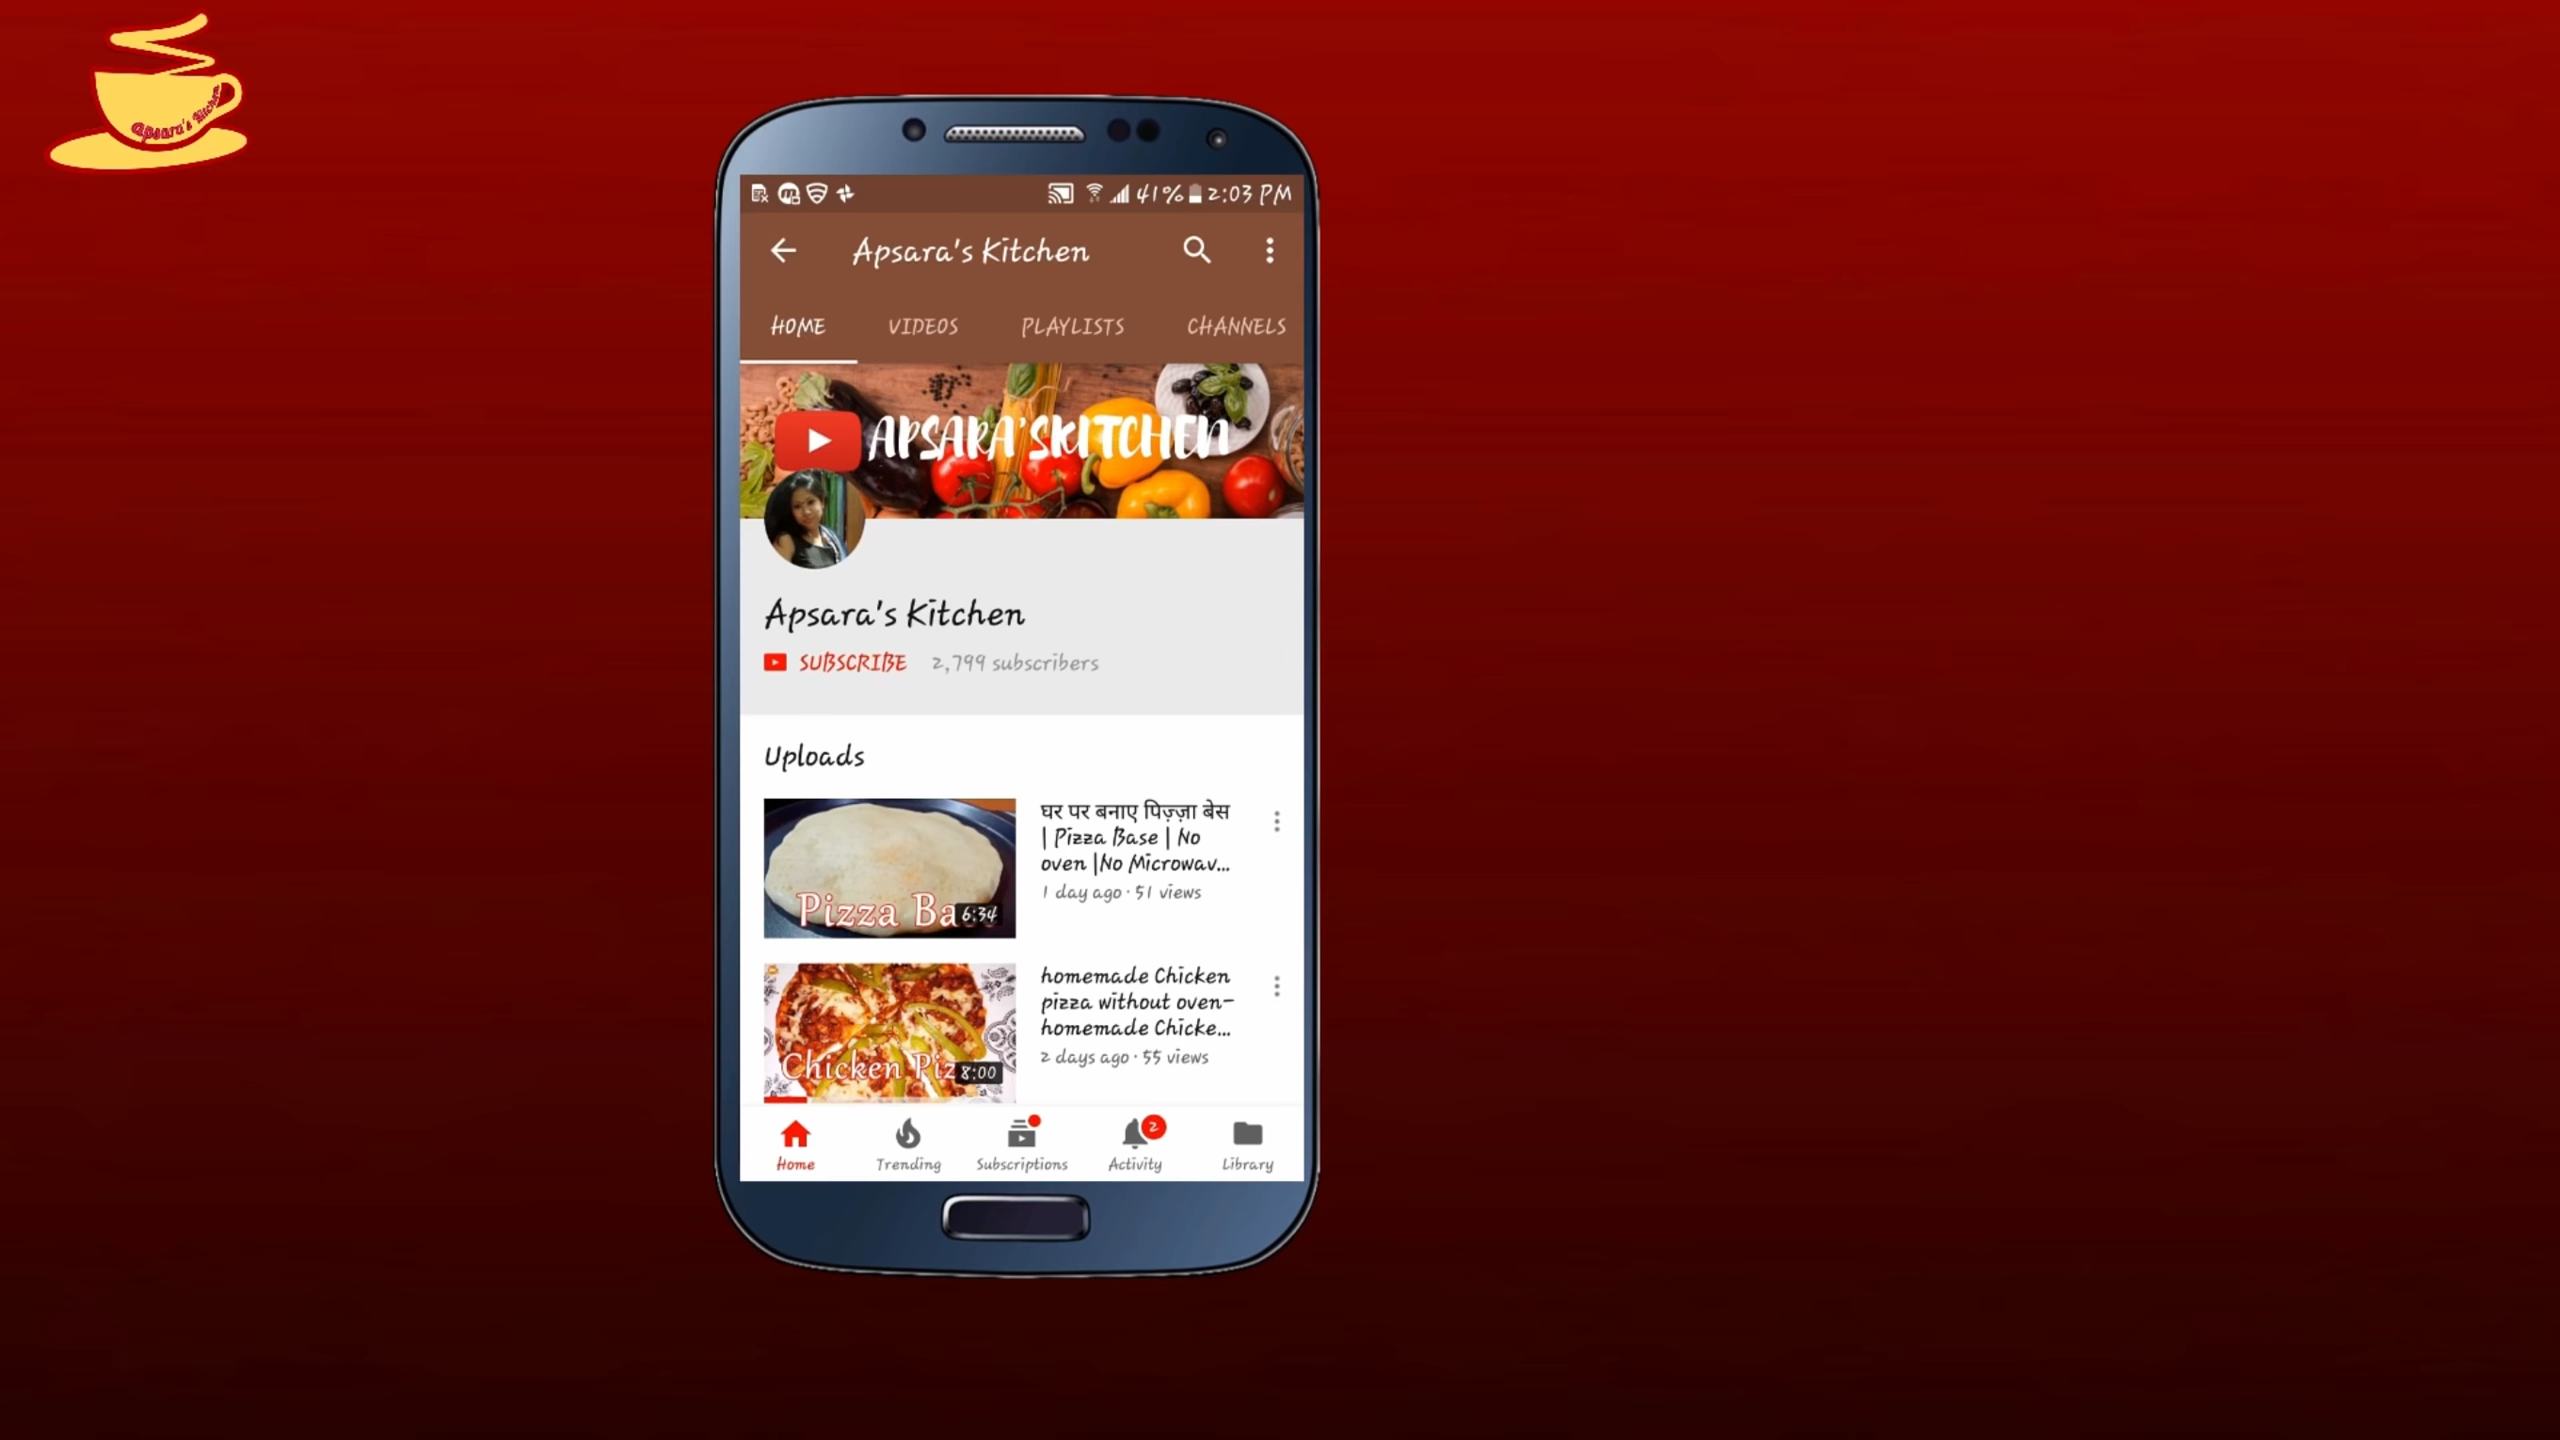 apsara's Kitchen
41% 2:03 PM
Apsara's Kitchen
HOME VIDEOS PLAYLISTS CHANNELS
APSARA'SKITCHEN
Apsara's Kitchen
SUBSCRIBE 2,799 subscribers
Uploads
घर पर बनाए पिज़्ज़ा बेस
| Pizza Base | No
oven |No Microwav...
1 day ago · 51 views
Pizza Ba
6:34
homemade Chicken
pizza without oven-
homemade Chicke...
2 days ago · 55 views
Chicken Piz
8:00
2
Home Trending Subscriptions Activity Library